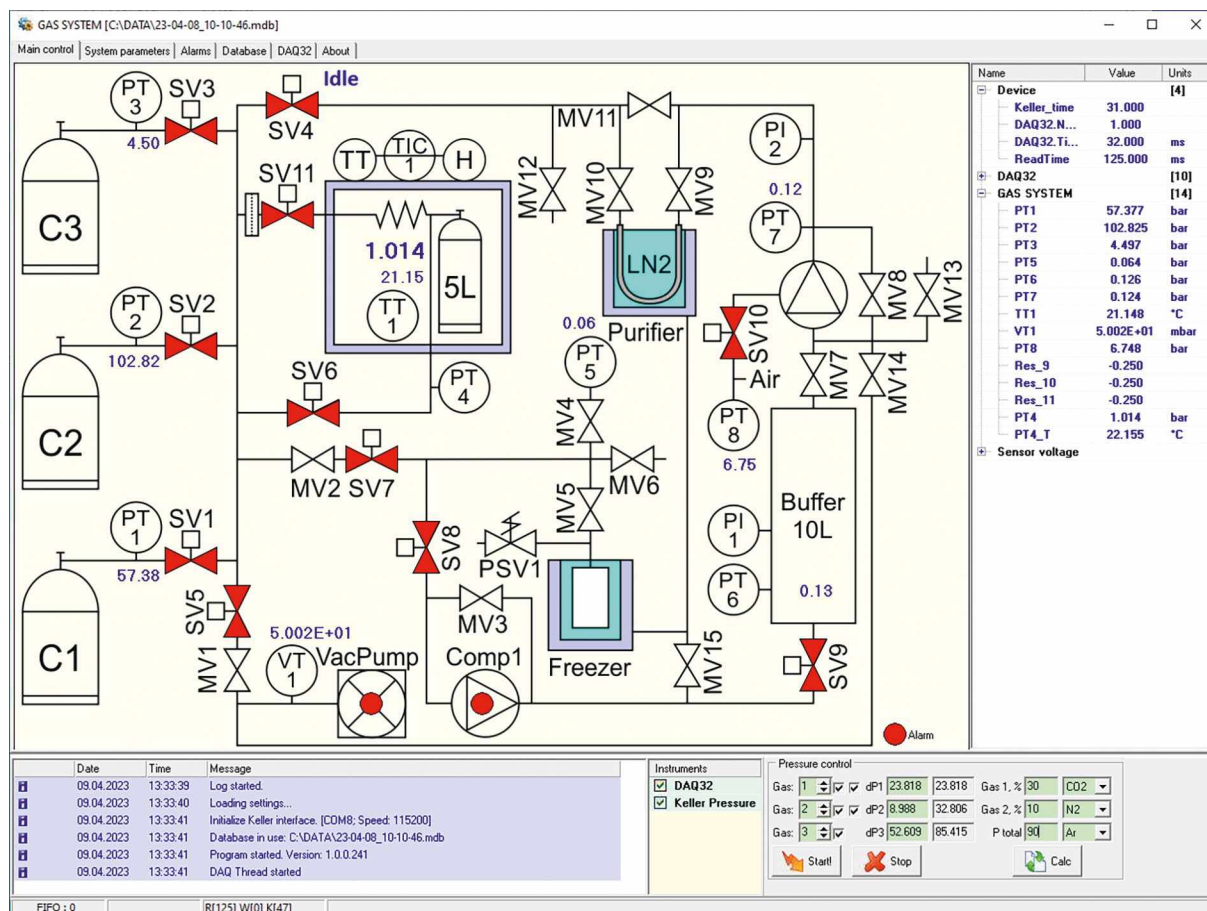 GAS SYSTEM [C:\DATA\23-04-08_10-10-46.mdb]
Main control System parameters Alarms Database DAQ32 About
Idle
PT 3
SV3
4.50
SV4
C3
SV11
TT
TIC 1
H
1.014
21.15
TT 1
5L
MV11
MV12
MV10
MV9
LN2
Purifier
PI 2
0.12
PT 7
MV8
MV13
PT 2
SV2
102.82
C2
SV6
PT 4
0.06
PT 5
MV4
SV10
Air
PT 8
6.75
MV7
MV14
MV2
SV7
MV6
MV5
Buffer
10L
PT 1
SV1
57.38
C1
SV8
PSV1
PI 1
PT 6
0.13
SV5
MV3
Freezer
MV1
5.002E+01
VT 1
VacPump
Comp1
MV15
SV9
Alarm
Name Value Units
Device [4]
Keller_time 31.000
DAQ32.N... 1.000
DAQ32.Ti... 32.000 ms
ReadTime 125.000 ms
DAQ32 [10]
GAS SYSTEM [14]
PT1 57.377 bar
PT2 102.825 bar
PT3 4.497 bar
PT5 0.064 bar
PT6 0.126 bar
PT7 0.124 bar
TT1 21.148 °C
VT1 5.002E+01 mbar
PT8 6.748 bar
Res_9 -0.250
Res_10 -0.250
Res_11 -0.250
PT4 1.014 bar
PT4_T 22.155 °C
Sensor voltage
Date Time Message
09.04.2023 13:33:39 Log started.
09.04.2023 13:33:40 Loading settings...
09.04.2023 13:33:41 Initialize Keller interface. [COM8; Speed: 115200]
09.04.2023 13:33:41 Database in use: C:\DATA\23-04-08_10-10-46.mdb
09.04.2023 13:33:41 Program started. Version: 1.0.0.241
09.04.2023 13:33:41 DAQ Thread started
Instruments
DAQ32
Keller Pressure
Pressure control
Gas: 1 dP1 23.818 23.818 Gas 1, % 30 CO2
Gas: 2 dP2 8.988 32.806 Gas 2, % 10 N2
Gas: 3 dP3 52.609 85.415 P total 90 Ar
Start! Stop Calc
FIFO : 0 R[125] W[0] K[47]